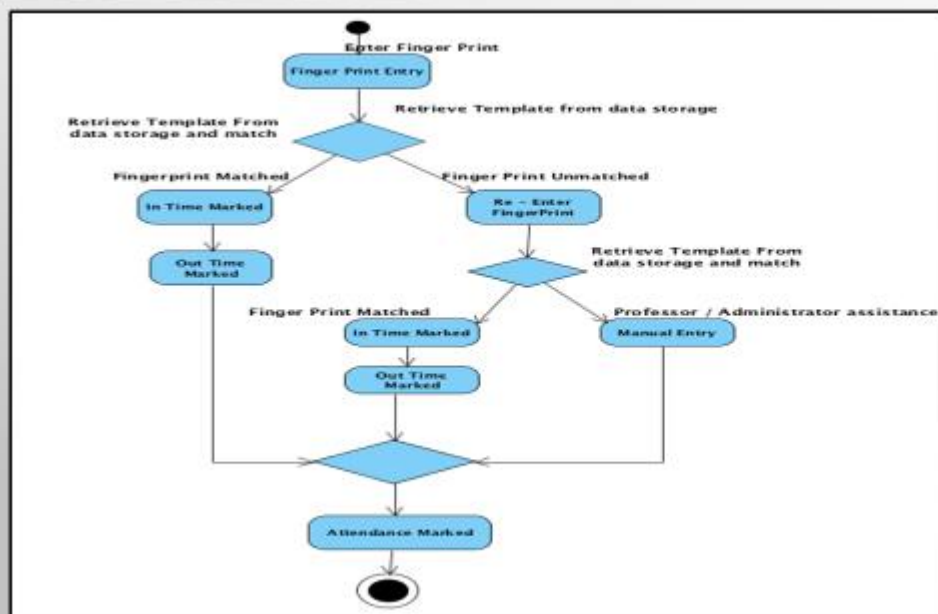 Enter Finger Print
Finger Print Entry
Retrieve Template from data storage
Retrieve Template From
data storage and match
Fingerprint Matched
Finger Print Unmatched
In Time Marked
Re - Enter
FingerPrint
Out Time
Marked
Retrieve Template From
data storage and match
Finger Print Matched
Professor / Administrator assistance
In Time Marked
Manual Entry
Out Time
Marked
Attendance Marked